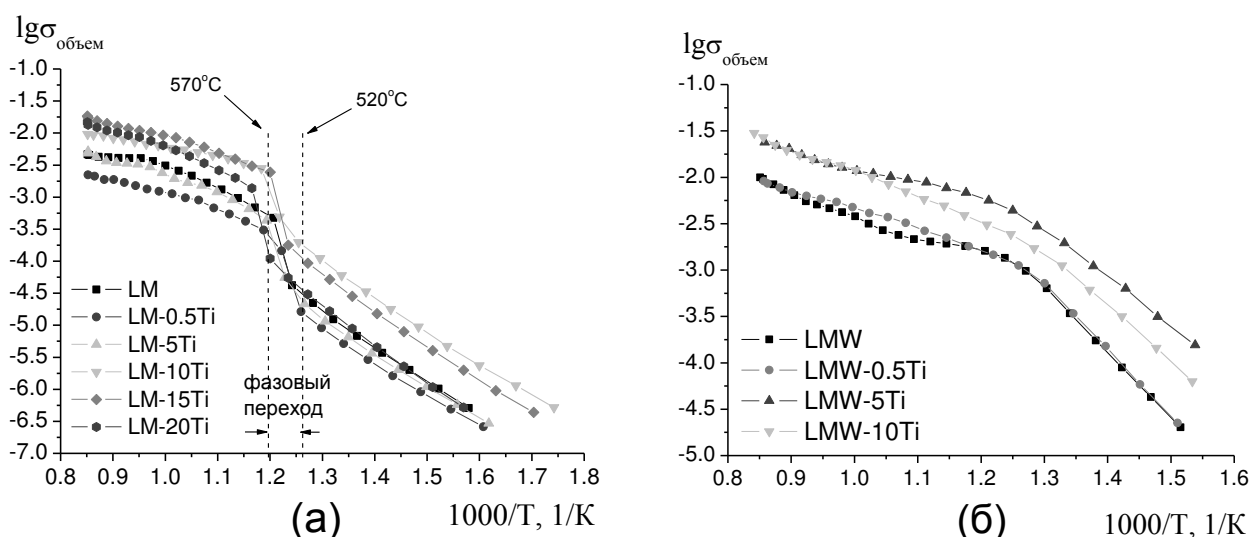 lgσобъем
-1.0
-1.5
-2.0
-2.5
-3.0
-3.5
-4.0
-4.5
-5.0
-5.5
-6.0
-6.5
-7.0
570°C
520°C
LM
LM-0.5Ti
LM-5Ti
LM-10Ti
LM-15Ti
LM-20Ti
фазовый
переход
0.8 0.9 1.0 1.1 1.2 1.3 1.4 1.5 1.6 1.7 1.8
(а)
1000/T, 1/К
lgσобъем
-1.0
-1.5
-2.0
-2.5
-3.0
-3.5
-4.0
-4.5
-5.0
LMW
LMW-0.5Ti
LMW-5Ti
LMW-10Ti
0.8 0.9 1.0 1.1 1.2 1.3 1.4 1.5 1.6
(б)
1000/T, 1/К